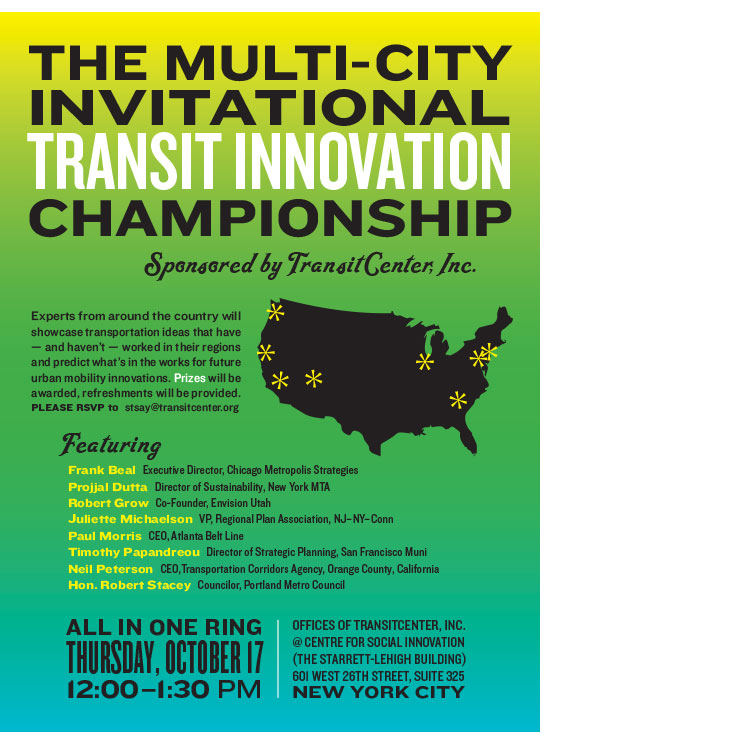 THE MULTI-CITY
INVITATIONAL
TRANSIT INNOVATION
CHAMPIONSHIP
Sponsored by TransitCenter, Inc.
Experts from around the country will
showcase transportation ideas that have
— and haven't — worked in their regions
and predict what's in the works for future
urban mobility innovations. Prizes will be
awarded, refreshments will be provided.
PLEASE RSVP to stsay@transitcenter.org
Featuring
Frank Beal Executive Director, Chicago Metropolis Strategies
Projjal Dutta Director of Sustainability, New York MTA
Robert Grow Co-Founder, Envision Utah
Juliette Michaelson VP, Regional Plan Association, NJ–NY–Conn
Paul Morris CEO, Atlanta Belt Line
Timothy Papandreou Director of Strategic Planning, San Francisco Muni
Neil Peterson CEO, Transportation Corridors Agency, Orange County, California
Hon. Robert Stacey Councilor, Portland Metro Council
ALL IN ONE RING
THURSDAY, OCTOBER 17
12:00–1:30 PM
OFFICES OF TRANSITCENTER, INC.
@ CENTRE FOR SOCIAL INNOVATION
(THE STARRETT-LEHIGH BUILDING)
601 WEST 26TH STREET, SUITE 325
NEW YORK CITY